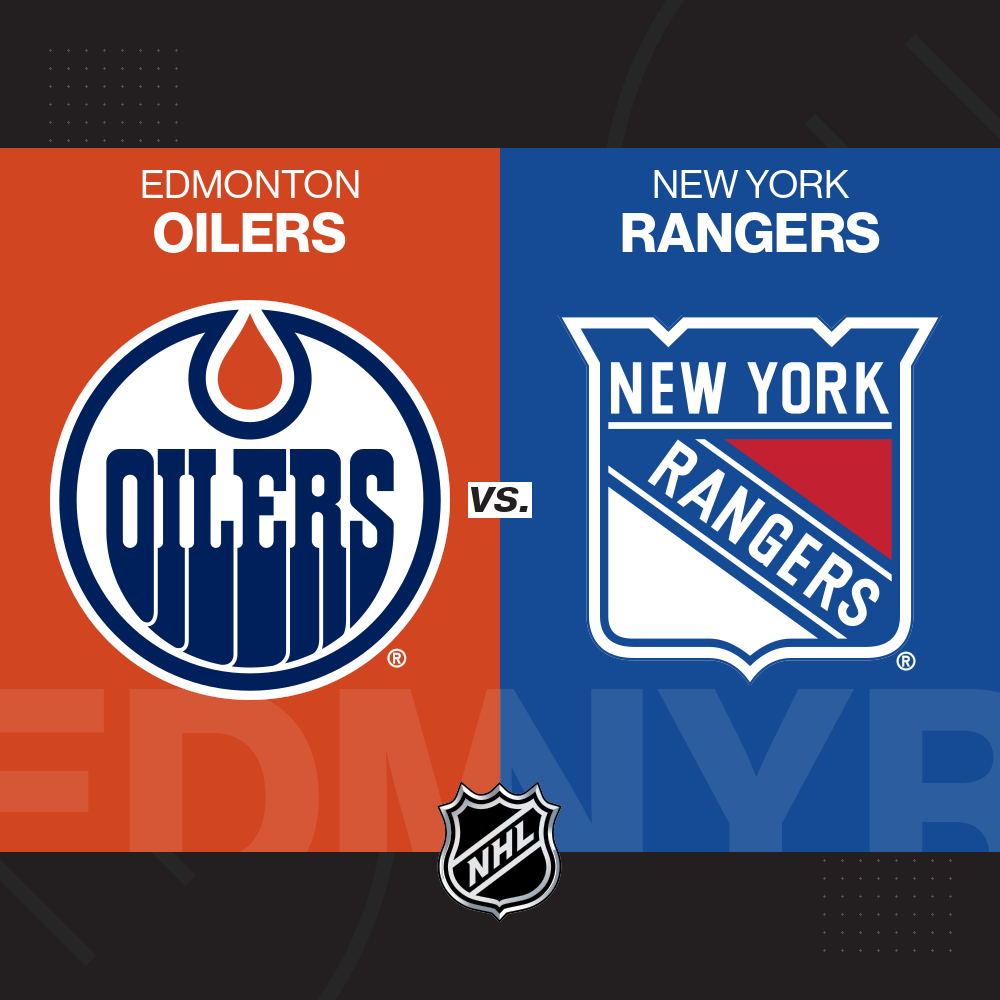 EDMONTON
OILERS
NEW YORK
RANGERS
OILERS
®
vs.
NEW YORK
RANGERS
®
EDM
NYR
NHL